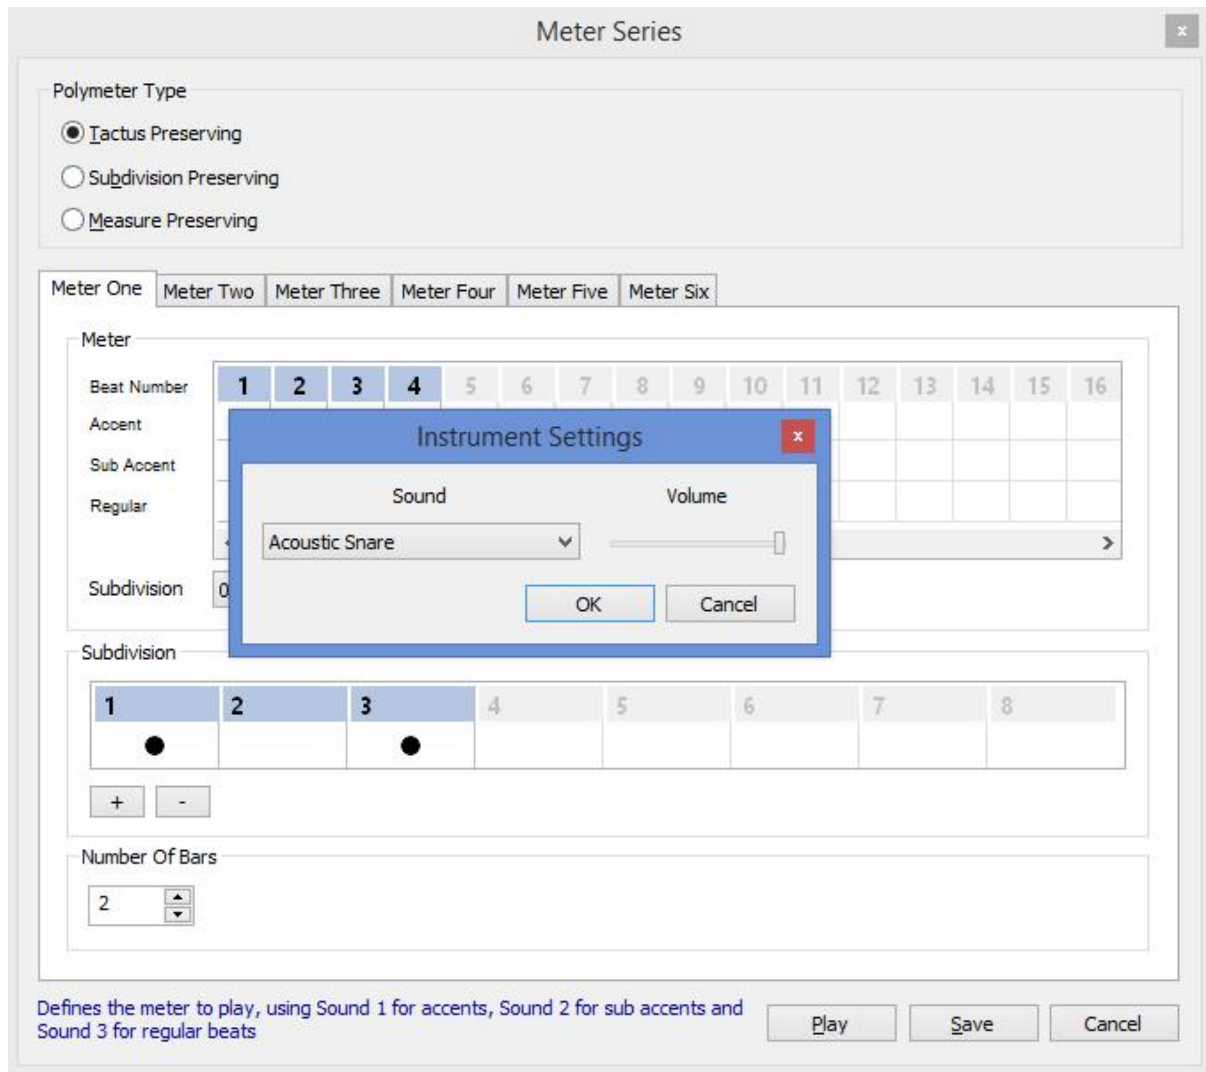 Meter Series
x
Polymeter Type
Tactus Preserving
Subdivision Preserving
Measure Preserving
Meter One Meter Two Meter Three Meter Four Meter Five Meter Six
Meter
Beat Number 1 2 3 4 5 6 7 8 9 10 11 12 13 14 15 16
Accent
Sub Accent
Regular
Instrument Settings
x
Sound Volume
Acoustic Snare
OK Cancel
Subdivision 0
Subdivision
1 2 3 4 5 6 7 8
+ -
Number Of Bars
2
Defines the meter to play, using Sound 1 for accents, Sound 2 for sub accents and
Sound 3 for regular beats
Play Save Cancel